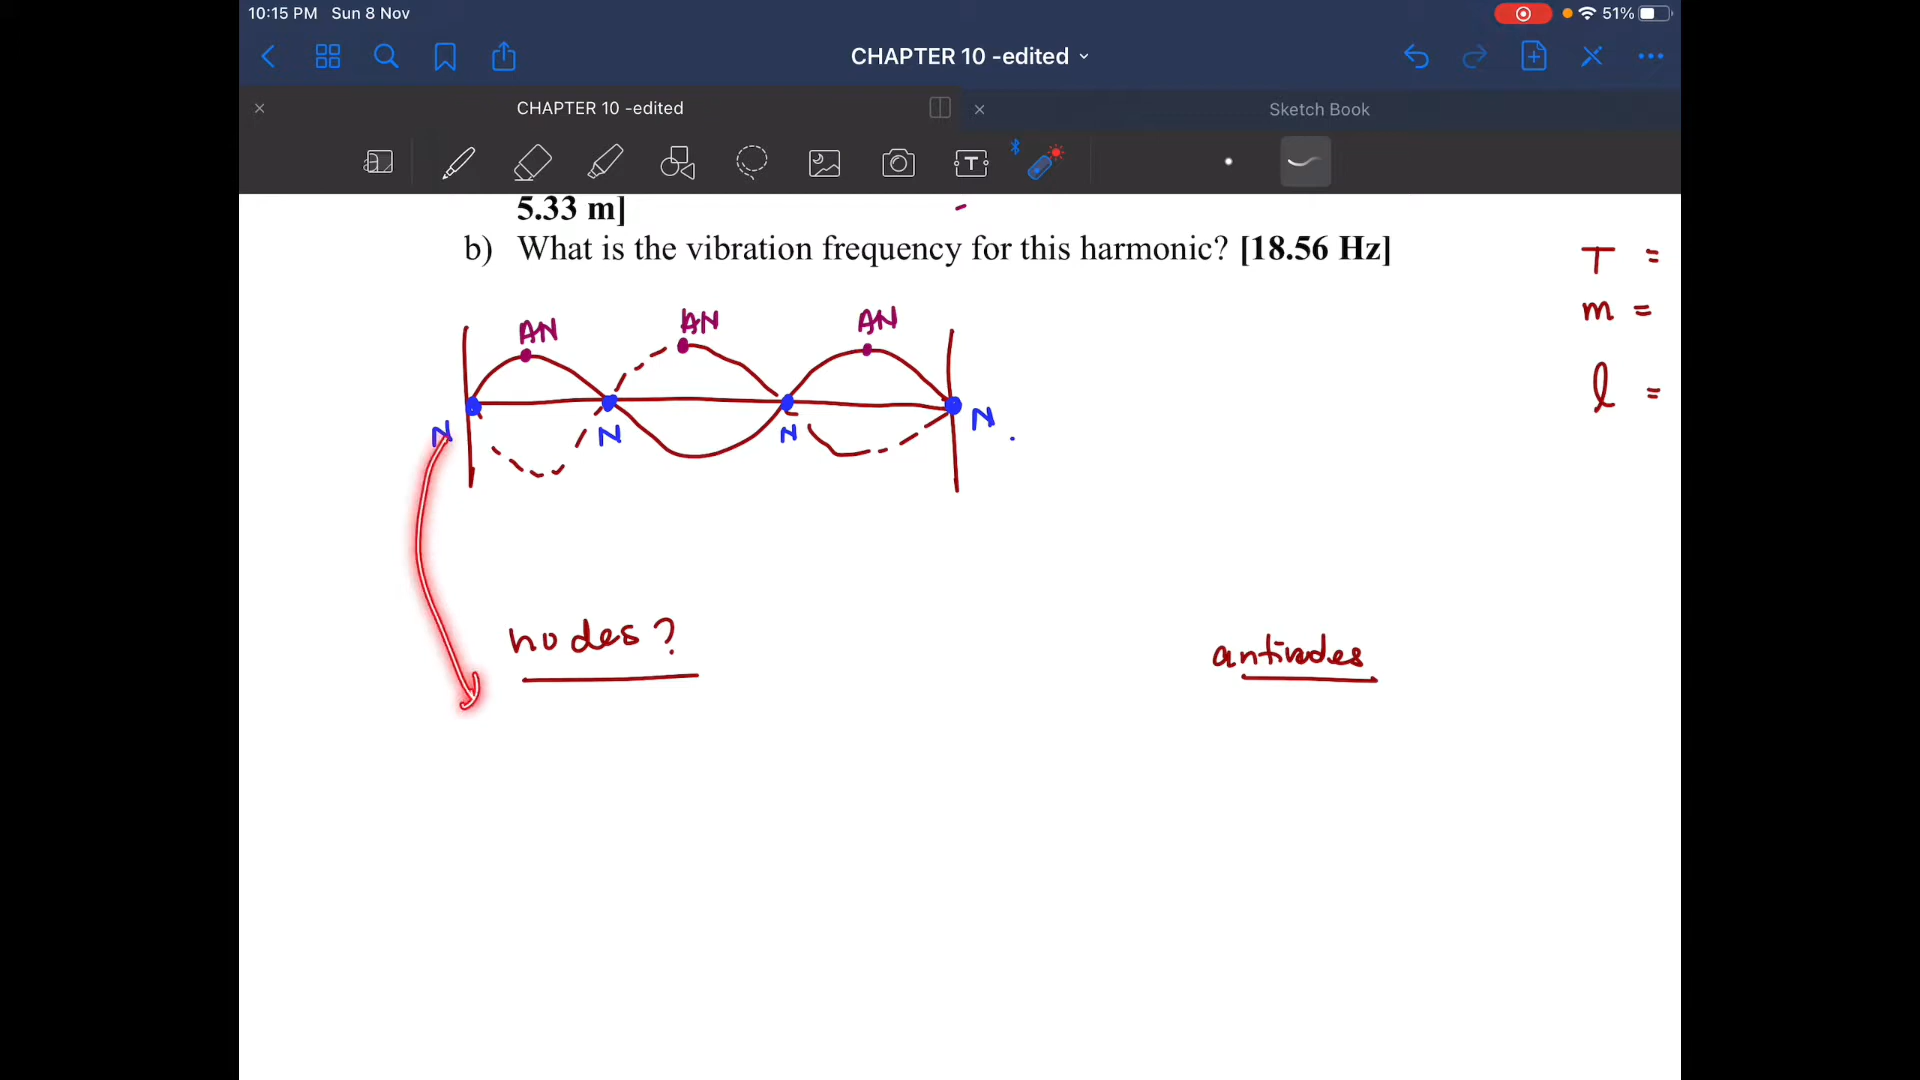 10:15 PM Sun 8 Nov
51%
CHAPTER 10 -edited
CHAPTER 10 -edited
Sketch Book
T
5.33 m]
b) What is the vibration frequency for this harmonic? [18.56 Hz]
T =
m =
l =
AN AN AN
N N N N
nodes?
antinodes